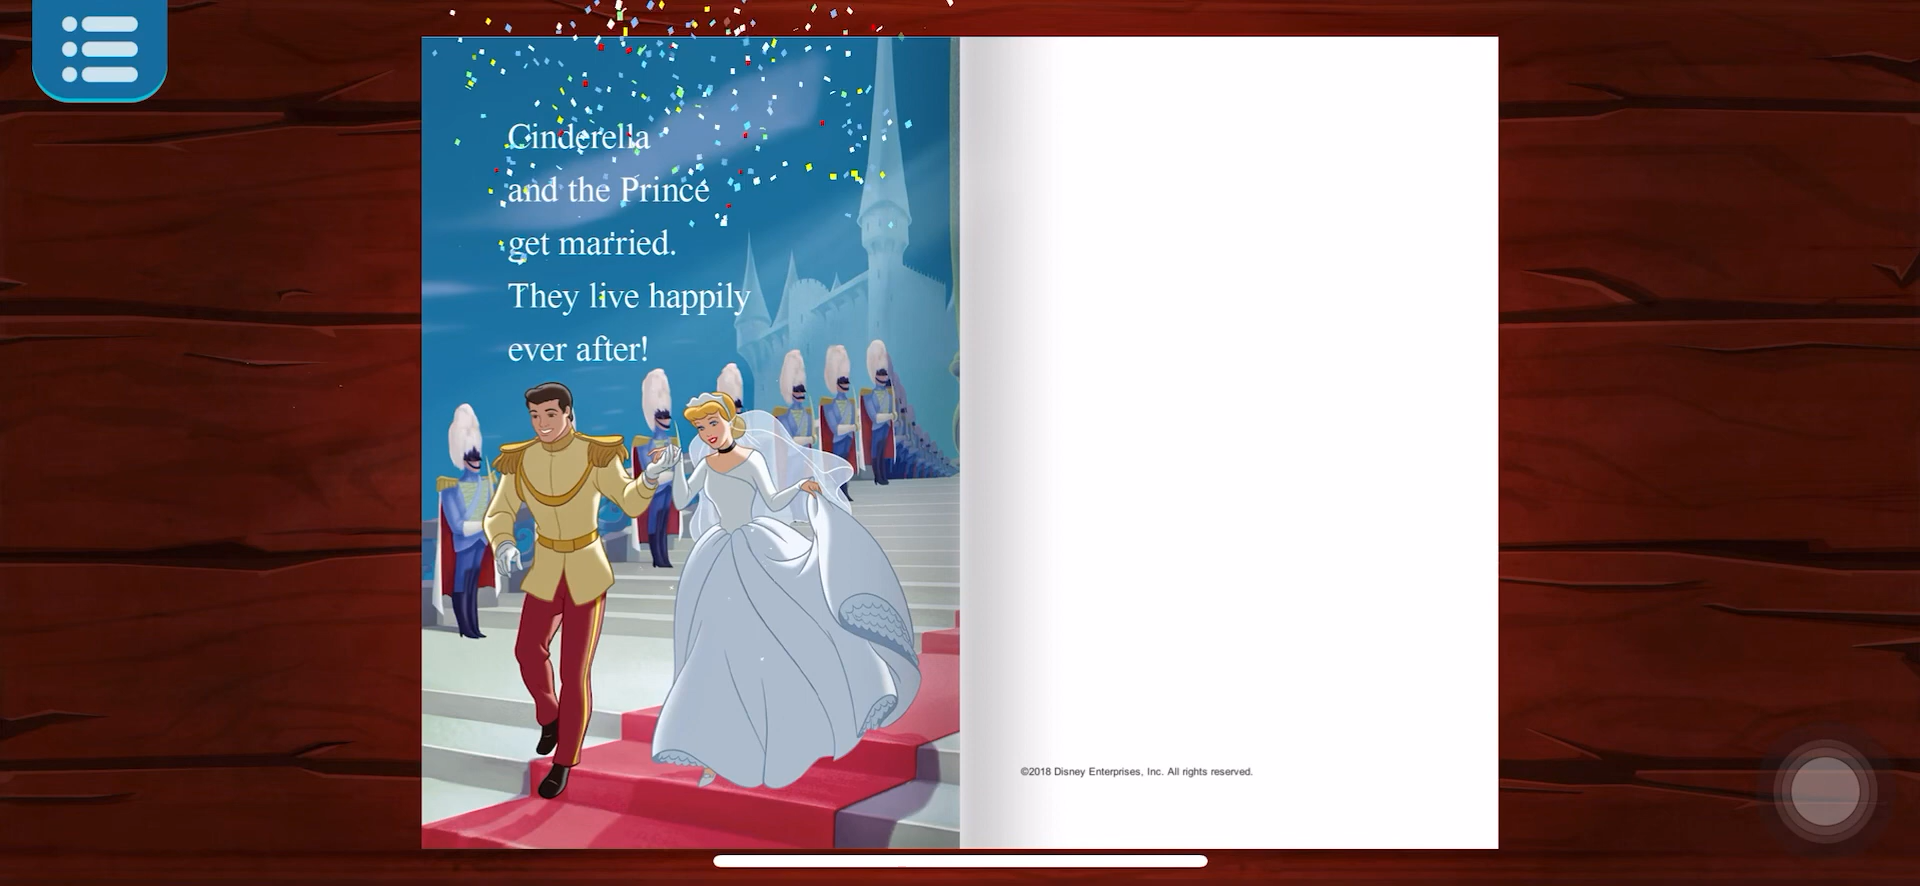 Cinderella
and the Prince
get married.
They live happily
ever after!
©2018 Disney Enterprises, Inc. All rights reserved.